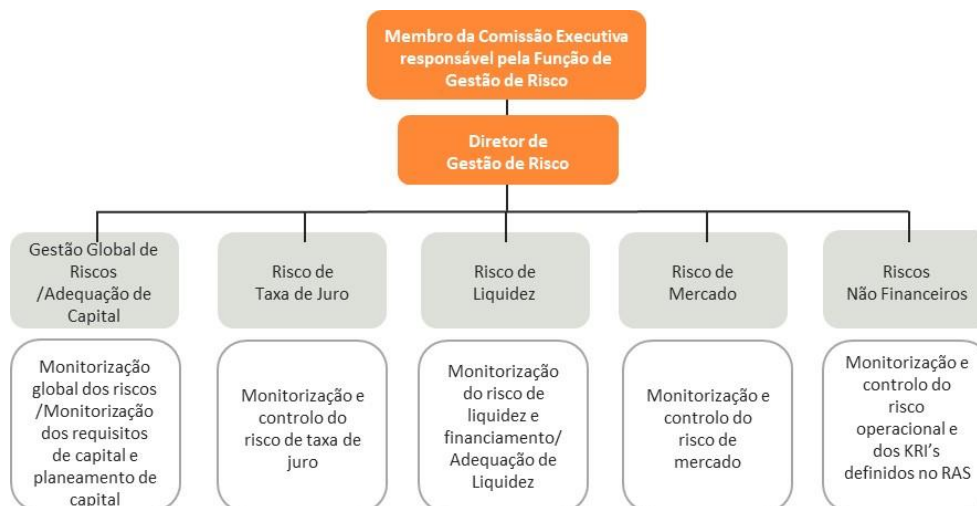 Membro da Comissão Executiva
responsável pela Função de
Gestão de Risco
Diretor de
Gestão de Risco
Gestão Global de
Riscos
/Adequação de
Capital
Risco de
Taxa de Juro
Risco de
Liquidez
Risco de
Mercado
Riscos
Não Financeiros
Monitorização
global dos riscos
/Monitorização
dos requisitos
de capital e
planeamento de
capital
Monitorização e
controlo do
risco de taxa de
juro
Monitorização
do risco de
liquidez e
financiamento/
Adequação de
Liquidez
Monitorização e
controlo do
risco de
mercado
Monitorização e
controlo do
risco
operacional e
dos KRI's
definidos no RAS